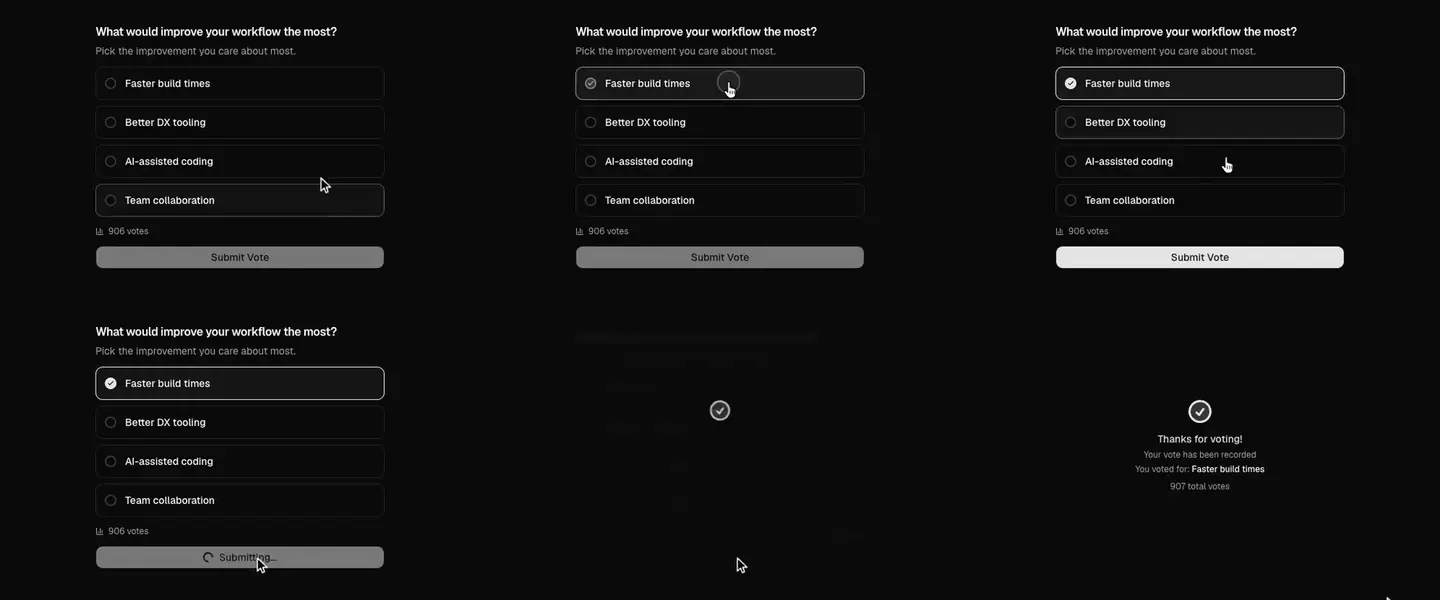 What would improve your workflow the most?
Pick the improvement you care about most.
Faster build times
Better DX tooling
AI-assisted coding
Team collaboration
906 votes
Submit Vote
What would improve your workflow the most?
Pick the improvement you care about most.
Faster build times
Better DX tooling
AI-assisted coding
Team collaboration
906 votes
Submit Vote
What would improve your workflow the most?
Pick the improvement you care about most.
Faster build times
Better DX tooling
AI-assisted coding
Team collaboration
906 votes
Submit Vote
What would improve your workflow the most?
Pick the improvement you care about most.
Faster build times
Better DX tooling
AI-assisted coding
Team collaboration
906 votes
Submitting...
Thanks for voting!
Your vote has been recorded
You voted for: Faster build times
907 total votes